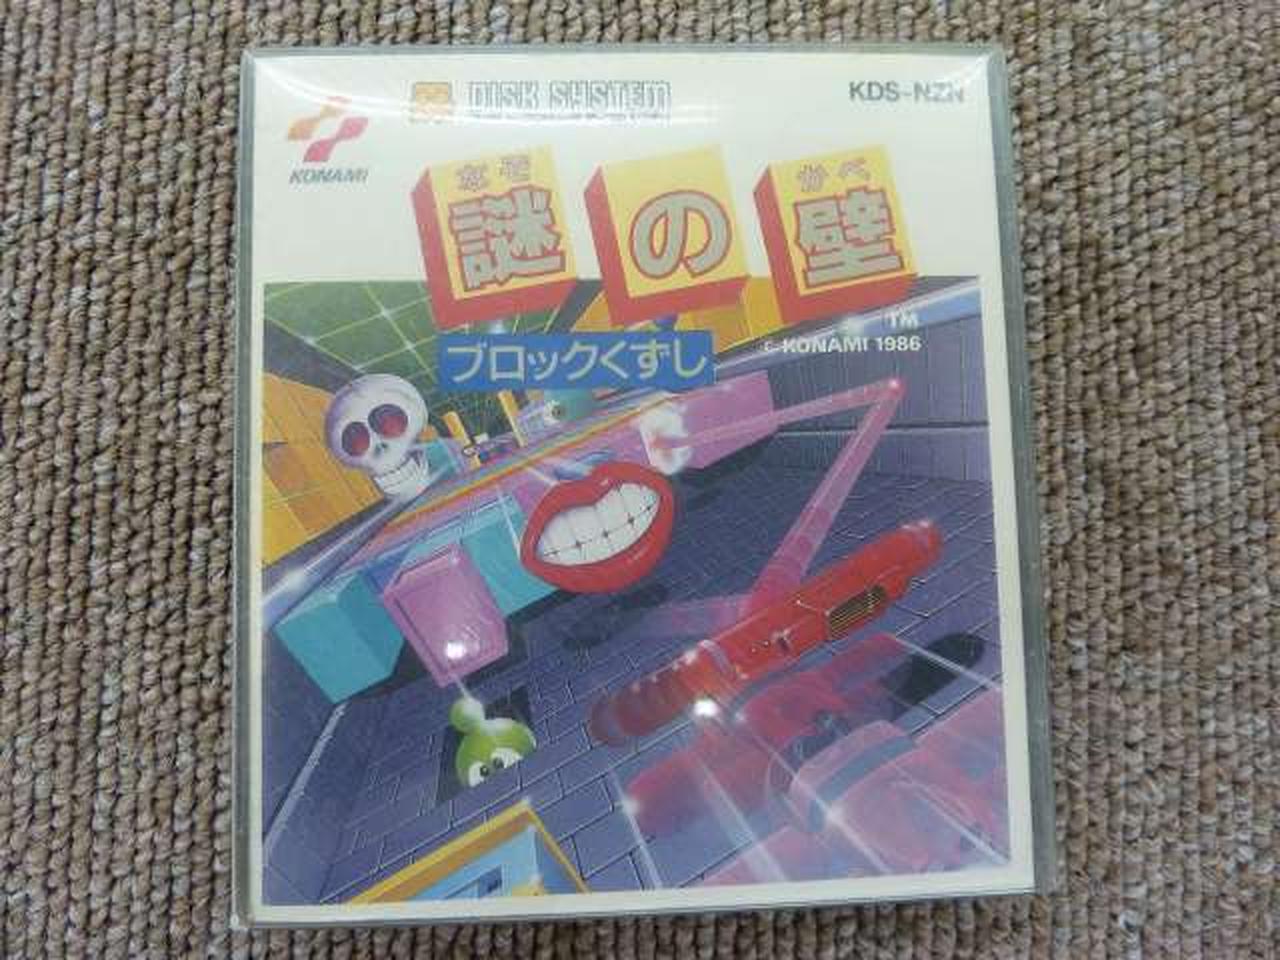 DISK SYSTEM
KDS-NZN
KONAMI
なぞ かべ
謎の壁
TM
ブロックくずし
© KONAMI 1986